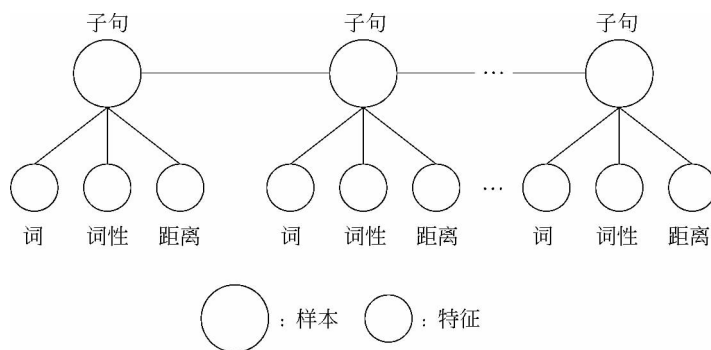 子句 子句 子句
… 
词 词性 距离 词 词性 距离 … 词 词性 距离
：样本 ：特征